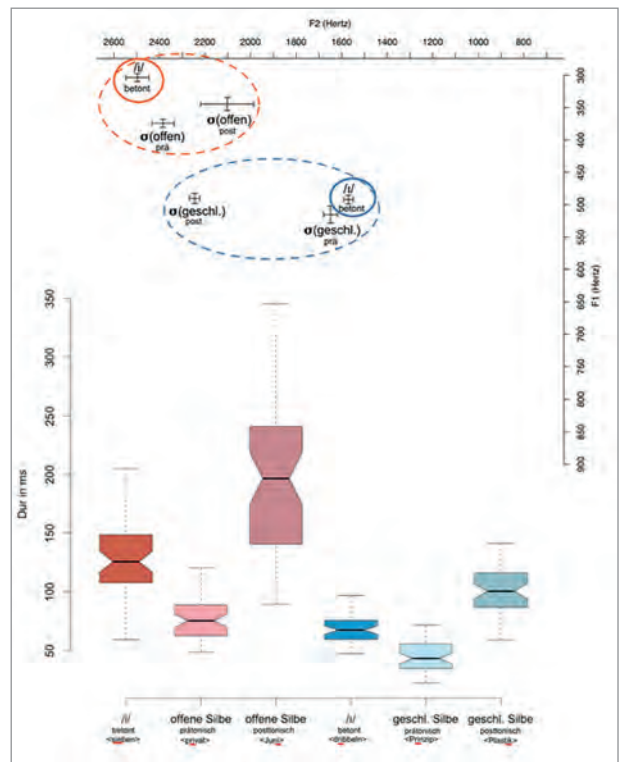 F2 (Hertz)
2600 2400 2200 2000 1800 1600 1400 1200 1000 800
/i/
betont
σ(offen)
post
σ(offen)
prä
/ɪ/
betont
σ(geschl.)
post
σ(geschl.)
prä
300
350
400
450
500
550
600
650
700
750
800
850
900
F1 (Hertz)
350
300
250
200
150
100
50
Dur in ms
/i/ offene Silbe offene Silbe /ɪ/ geschl. Silbe geschl. Silbe
betont prätonisch posttonisch betont prätonisch posttonisch
<sieben> <privat> <Juni> <dribbeln> <Prinzip> <Plastik>